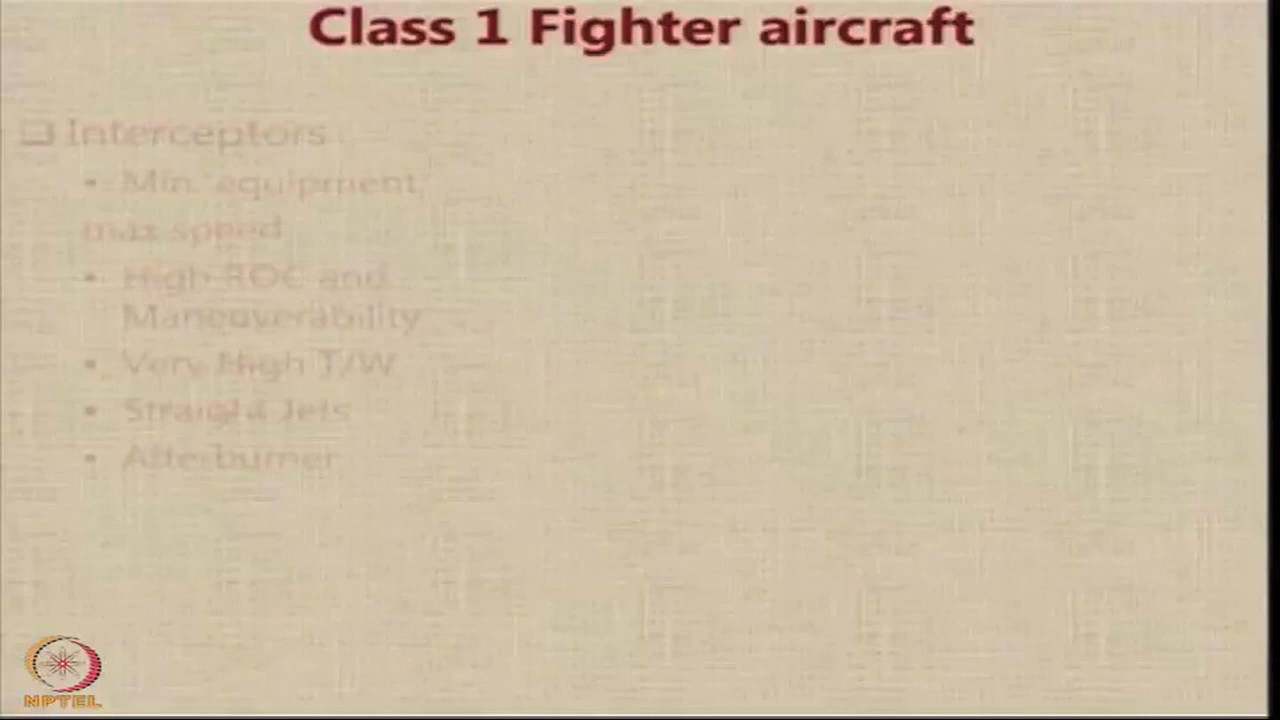 Class 1 Fighter aircraft
❑ Interceptors
▪ Min. equipment,
max speed
▪ High ROC and
Maneuverability
▪ Very High T/W
▪ Straight Jets
▪ Afterburner
NPTEL